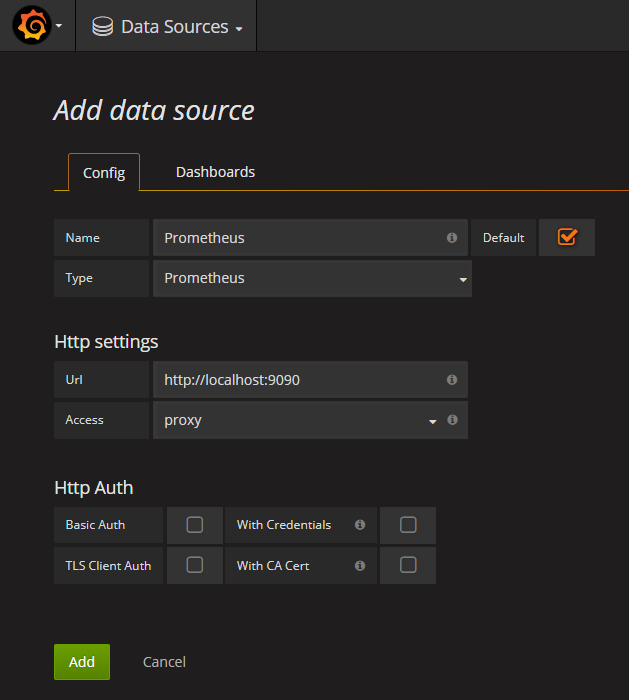 Data Sources
Add data source
Config Dashboards
Name Prometheus Default
Type Prometheus
Http settings
Url http://localhost:9090
Access proxy
Http Auth
Basic Auth With Credentials
TLS Client Auth With CA Cert
Add Cancel